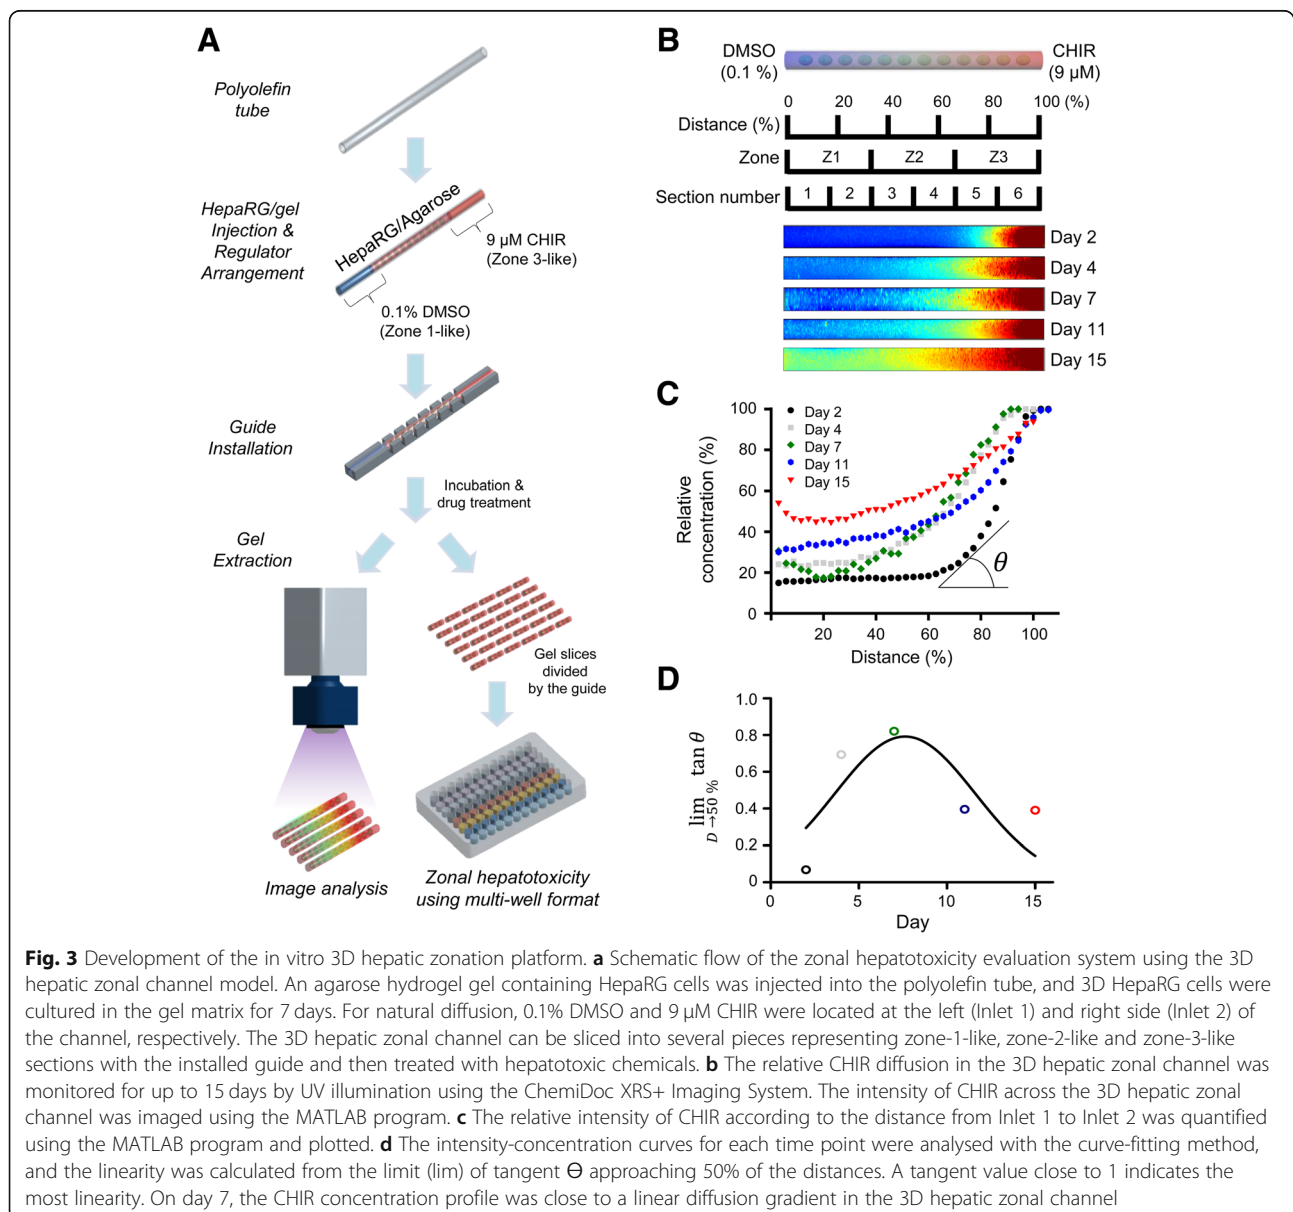 A
Polyolefin
tube
HepaRG/gel
Injection &
Regulator
Arrangement
HepaRG/Agarose
9 µM CHIR
(Zone 3-like)
0.1% DMSO
(Zone 1-like)
Guide
Installation
Incubation &
drug treatment
Gel
Extraction
Gel slices
divided
by the guide
Image analysis
Zonal hepatotoxicity
using multi-well format
B
DMSO
(0.1 %)
CHIR
(9 µM)
0 20 40 60 80 100 (%)
Distance (%)
Zone Z1 Z2 Z3
Section number 1 2 3 4 5 6
Day 2
Day 4
Day 7
Day 11
Day 15
C
Relative
concentration (%)
100
80
60
40
20
0
Day 2
Day 4
Day 7
Day 11
Day 15
θ
20 40 60 80 100
Distance (%)
D
lim tan θ
D→50 %
1.0
0.8
0.6
0.4
0.2
0
0 5 10 15
Day
Fig. 3 Development of the in vitro 3D hepatic zonation platform. a Schematic flow of the zonal hepatotoxicity evaluation system using the 3D
hepatic zonal channel model. An agarose hydrogel gel containing HepaRG cells was injected into the polyolefin tube, and 3D HepaRG cells were
cultured in the gel matrix for 7 days. For natural diffusion, 0.1% DMSO and 9 µM CHIR were located at the left (Inlet 1) and right side (Inlet 2) of
the channel, respectively. The 3D hepatic zonal channel can be sliced into several pieces representing zone-1-like, zone-2-like and zone-3-like
sections with the installed guide and then treated with hepatotoxic chemicals. b The relative CHIR diffusion in the 3D hepatic zonal channel was
monitored for up to 15 days by UV illumination using the ChemiDoc XRS+ Imaging System. The intensity of CHIR across the 3D hepatic zonal
channel was imaged using the MATLAB program. c The relative intensity of CHIR according to the distance from Inlet 1 to Inlet 2 was quantified
using the MATLAB program and plotted. d The intensity-concentration curves for each time point were analysed with the curve-fitting method,
and the linearity was calculated from the limit (lim) of tangent Ө approaching 50% of the distances. A tangent value close to 1 indicates the
most linearity. On day 7, the CHIR concentration profile was close to a linear diffusion gradient in the 3D hepatic zonal channel